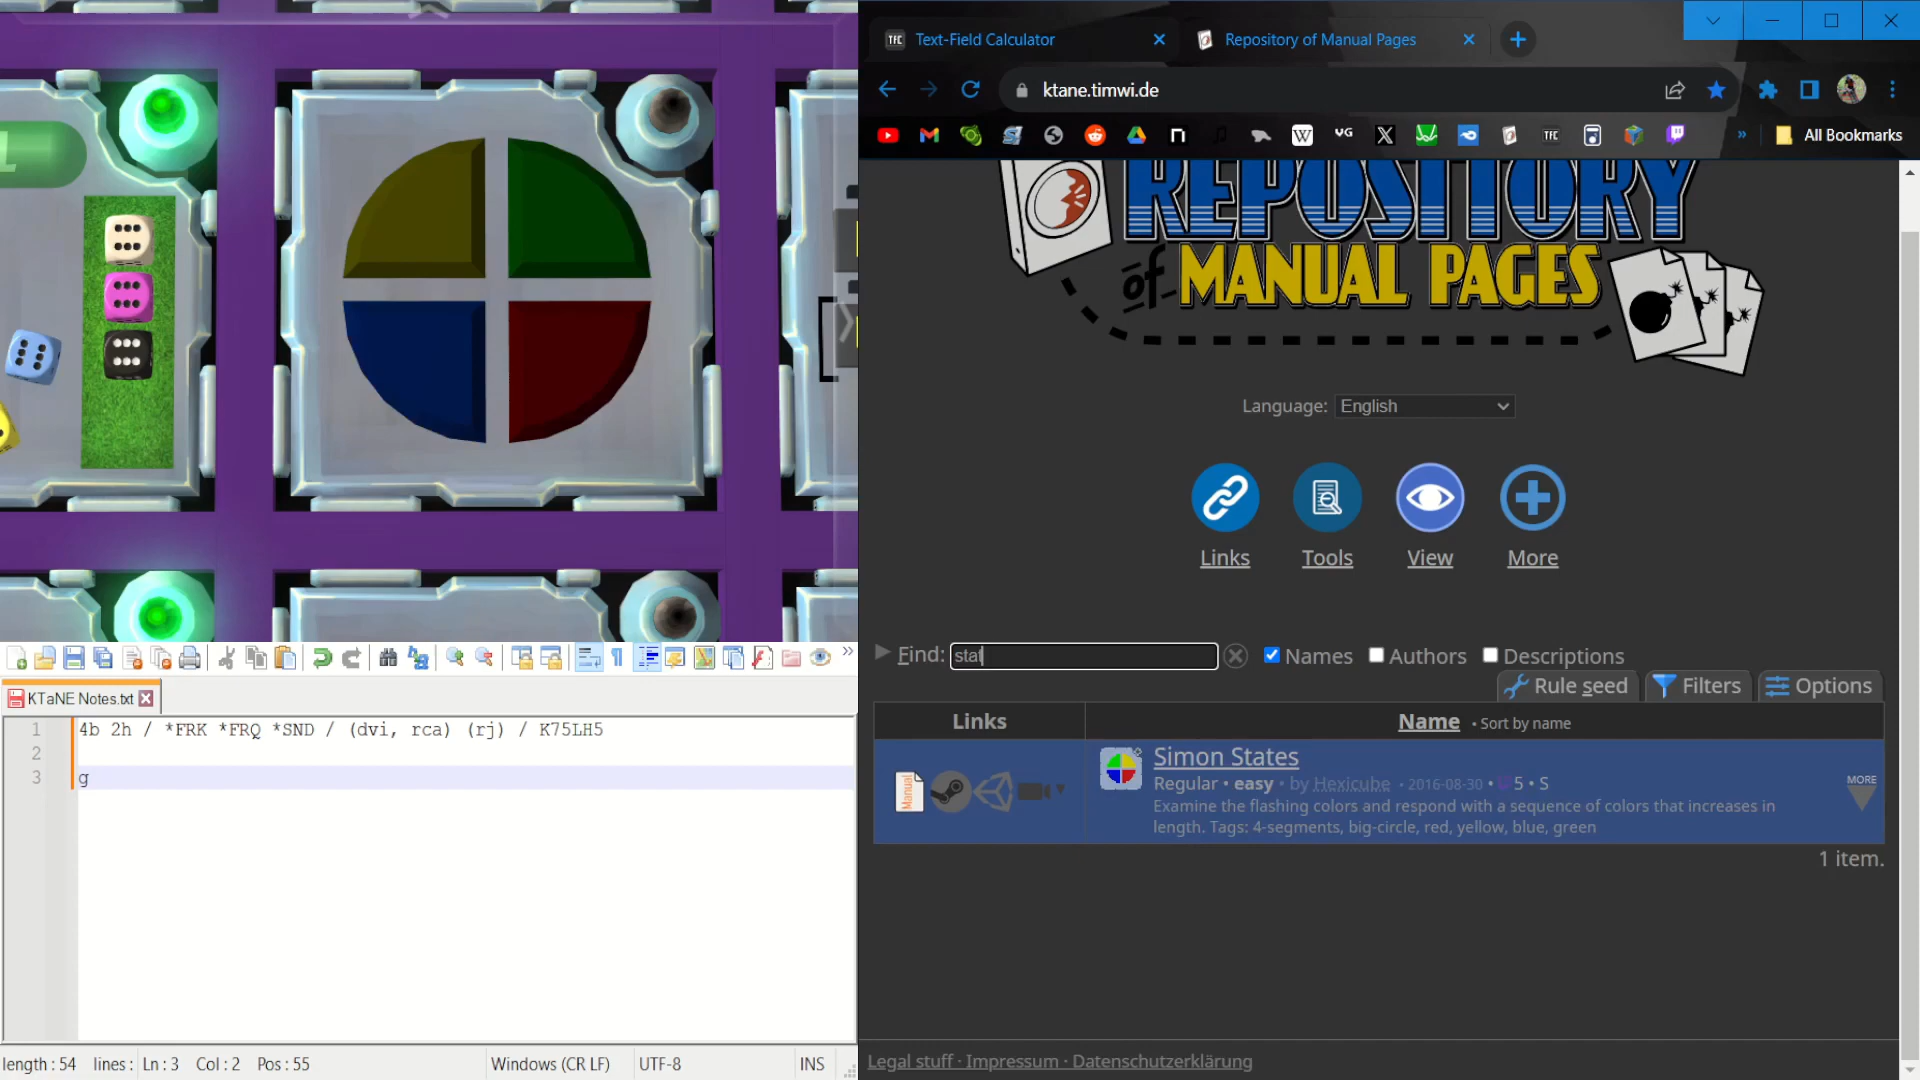 Text-Field Calculator
Repository of Manual Pages
ktane.timwi.de
All Bookmarks
REPOSITORY
of MANUAL PAGES
Language: English
Links
Tools
View
More
Find: stat
Names
Authors
Descriptions
Rule seed
Filters
Options
Links
Name • Sort by name
Simon States
Regular • easy • by Hexicube • 2016-08-30 • 5 • S
Examine the flashing colors and respond with a sequence of colors that increases in
length. Tags: 4-segments, big-circle, red, yellow, blue, green
MORE
Manual
1 item.
Legal stuff · Impressum · Datenschutzerklärung
KTaNE Notes.txt
1 4b 2h / *FRK *FRQ *SND / (dvi, rca) (rj) / K75LH5
2
3 g
length : 54 lines : Ln : 3 Col : 2 Pos : 55 Windows (CR LF) UTF-8 INS